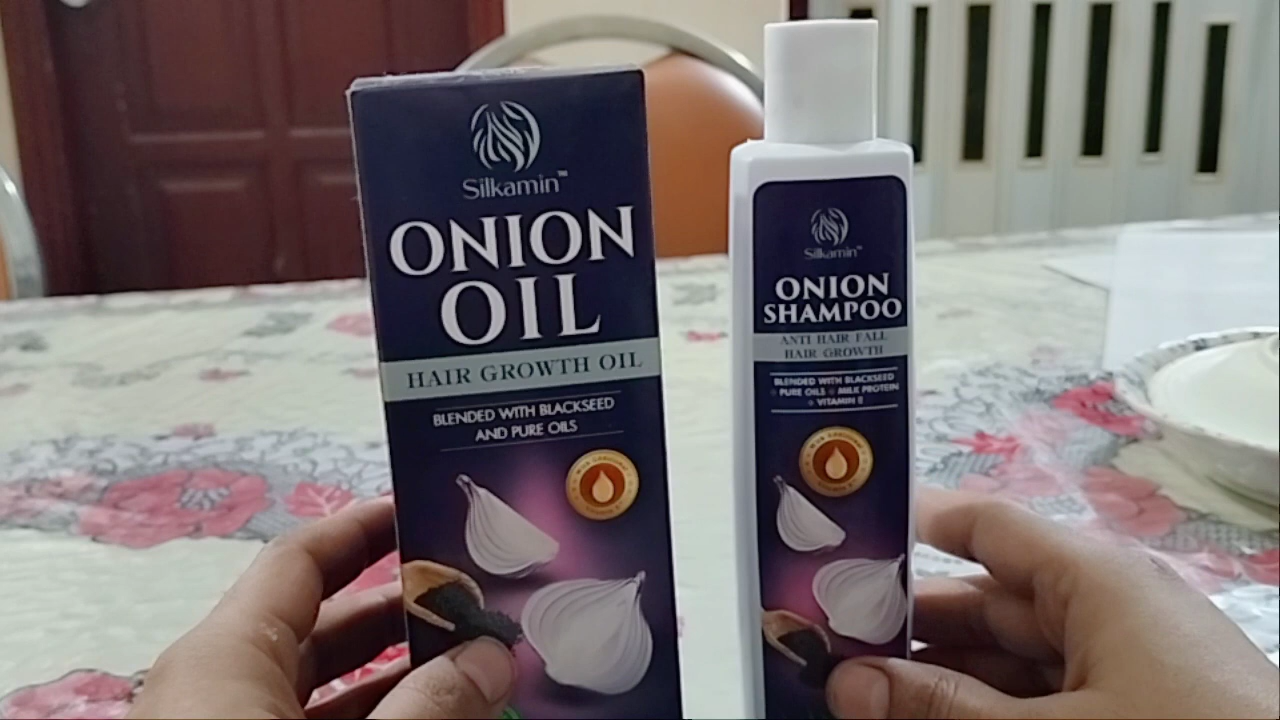 Silkamin™
ONION
OIL
HAIR GROWTH OIL
BLENDED WITH BLACKSEED
AND PURE OILS
Silkamin™
ONION
SHAMPOO
ANTI HAIR FALL
HAIR GROWTH
BLENDED WITH BLACKSEED
PURE OILS MILK PROTEIN
VITAMIN E